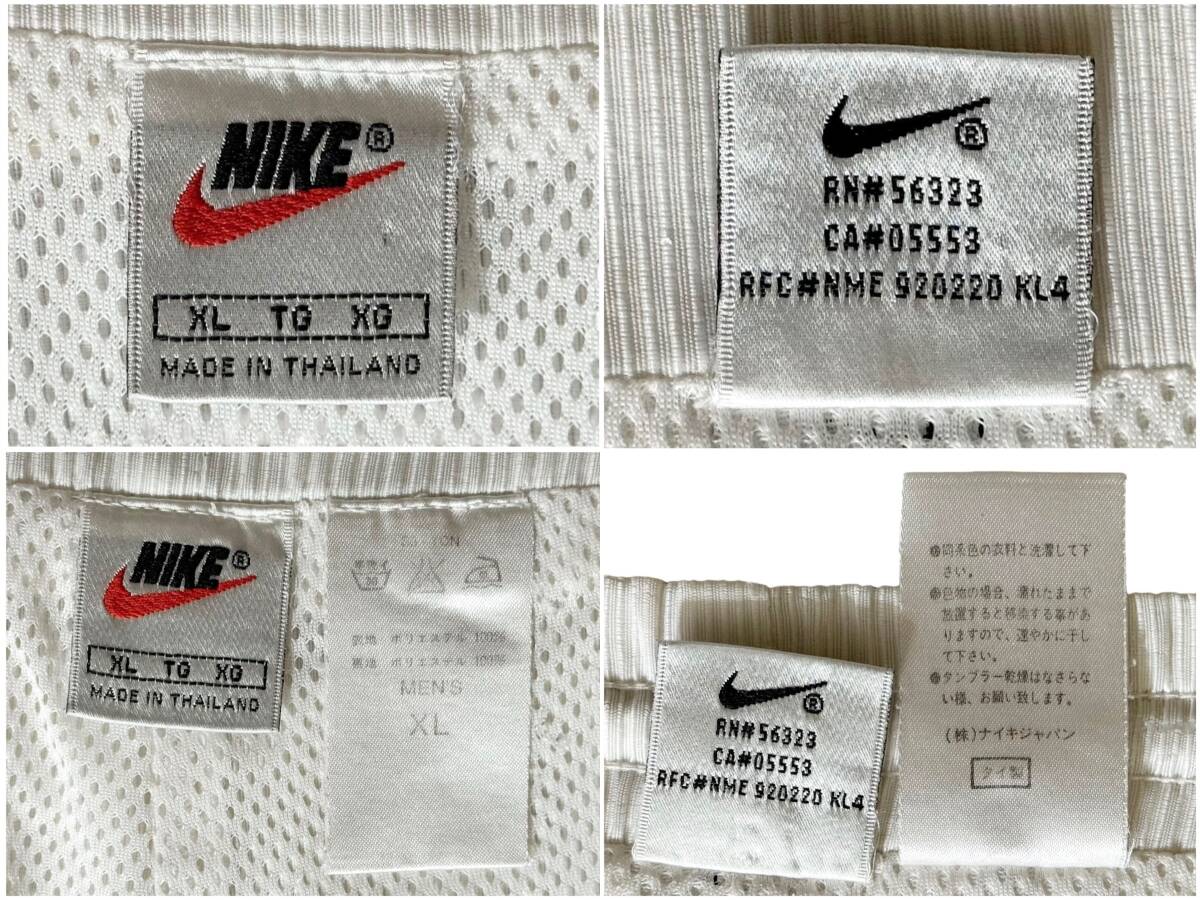 NIKE®
XL TG XG
MADE IN THAILAND
®
RN#56323
CA#05553
RFC#NME 920220 KL4
NIKE®
XL TG XG
MADE IN THAILAND
30
表地 ポリエステル 100%
裏地 ポリエステル 100%
MEN'S
XL
®
RN#56323
CA#05553
RFC#NME 920220 KL4
●同系色の衣料と洗濯して下
さい。
●色物の場合、濡れたままで
放置すると移染する事があ
りますので、速やかに干し
て下さい。
●タンブラー乾燥はなさらな
い様、お願い致します。
(株)ナイキジャパン
タイ製